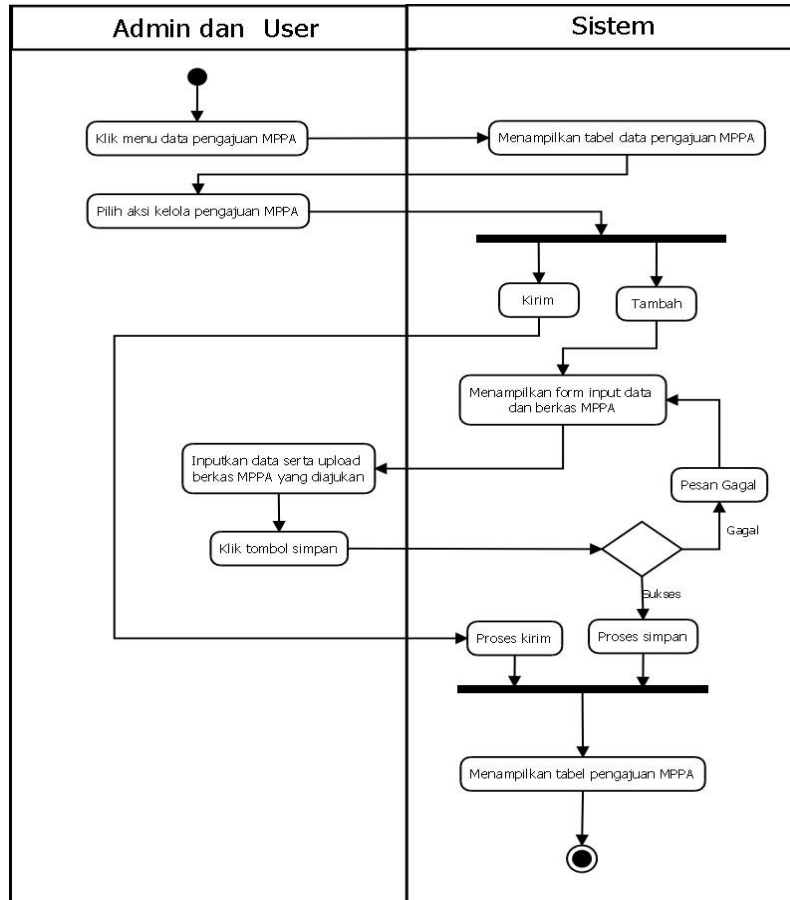 Admin dan User
Sistem
Klik menu data pengajuan MPPA
Menampilkan tabel data pengajuan MPPA
Pilih aksi kelola pengajuan MPPA
Kirim
Tambah
Menampilkan form input data
dan berkas MPPA
Inputkan data serta upload
berkas MPPA yang diajukan
Pesan Gagal
Klik tombol simpan
Gagal
Sukses
Proses kirim
Proses simpan
Menampilkan tabel pengajuan MPPA